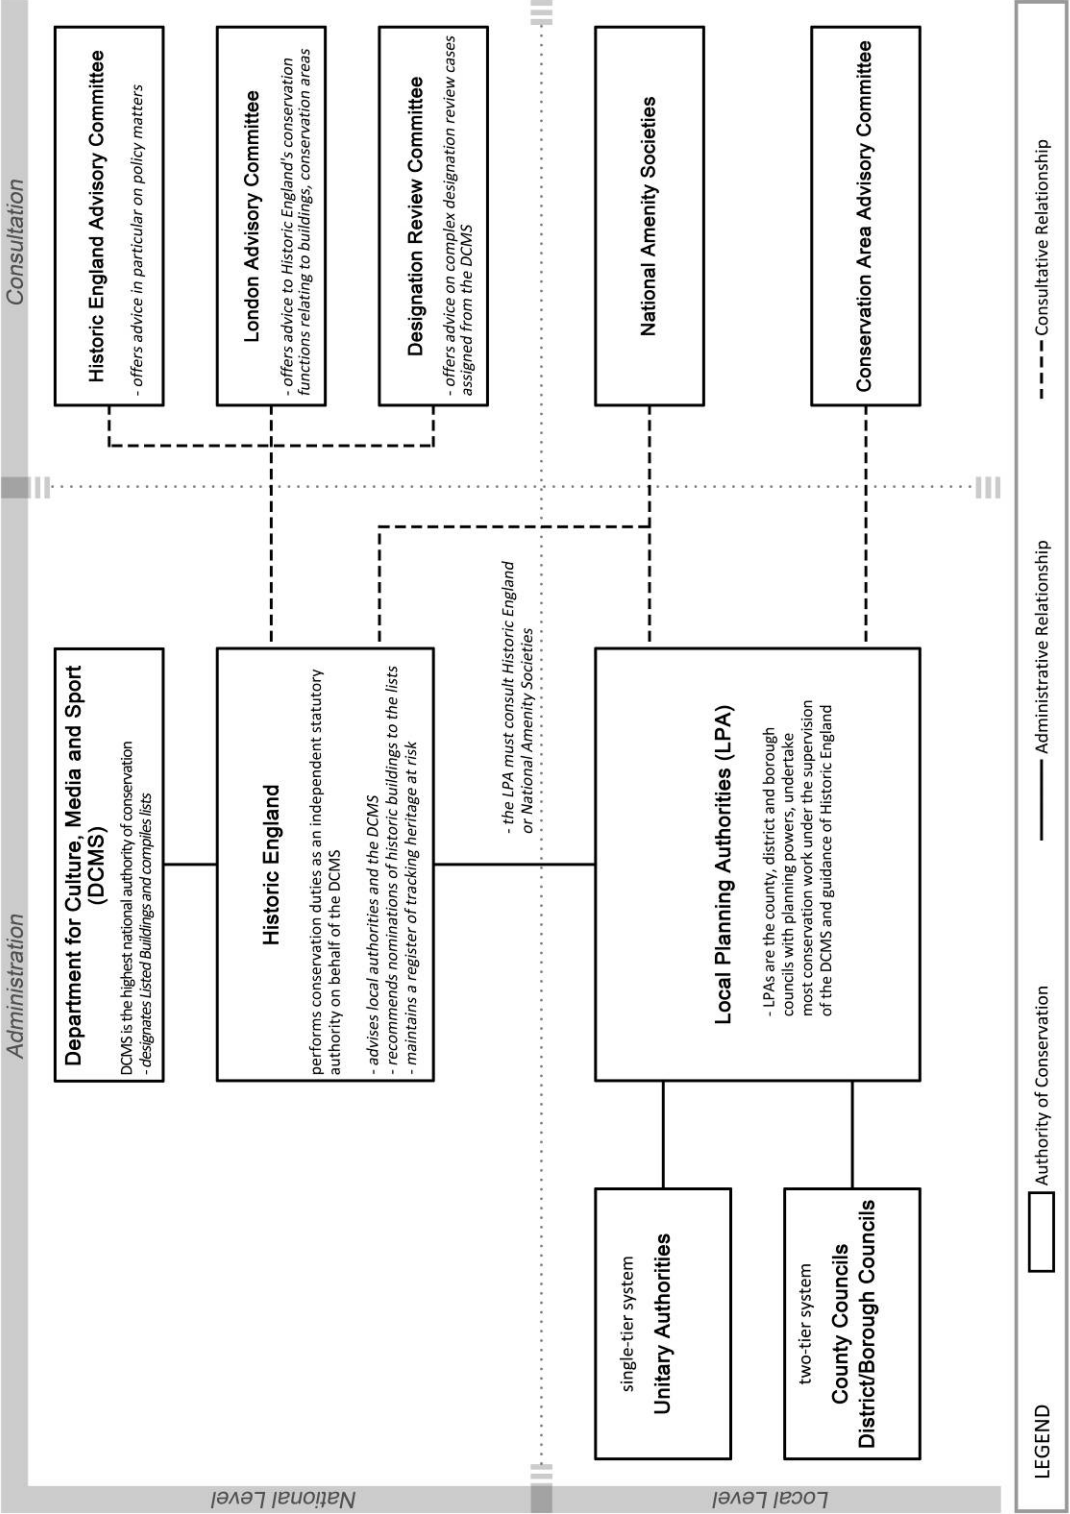 Administration
Consultation
National Level
Local Level
Department for Culture, Media and Sport
(DCMS)
DCMS is the highest national authority of conservation
- designates Listed Buildings and compiles lists
Historic England
performs conservation duties as an independent statutory
authority on behalf of the DCMS
- advises local authorities and the DCMS
- recommends nominations of historic buildings to the lists
- maintains a register of tracking heritage at risk
- the LPA must consult Historic England
or National Amenity Societies
Historic England Advisory Committee
- offers advice in particular on policy matters
London Advisory Committee
- offers advice to Historic England's conservation
functions relating to buildings, conservation areas
Designation Review Committee
- offers advice on complex designation review cases
assigned from the DCMS
single-tier system
Unitary Authorities
two-tier system
County Councils
District/Borough Councils
Local Planning Authorities (LPA)
- LPAs are the county, district and borough
councils with planning powers, undertake
most conservation work under the supervision
of the DCMS and guidance of Historic England
National Amenity Societies
Conservation Area Advisory Committee
LEGEND
Authority of Conservation
Administrative Relationship
Consultative Relationship